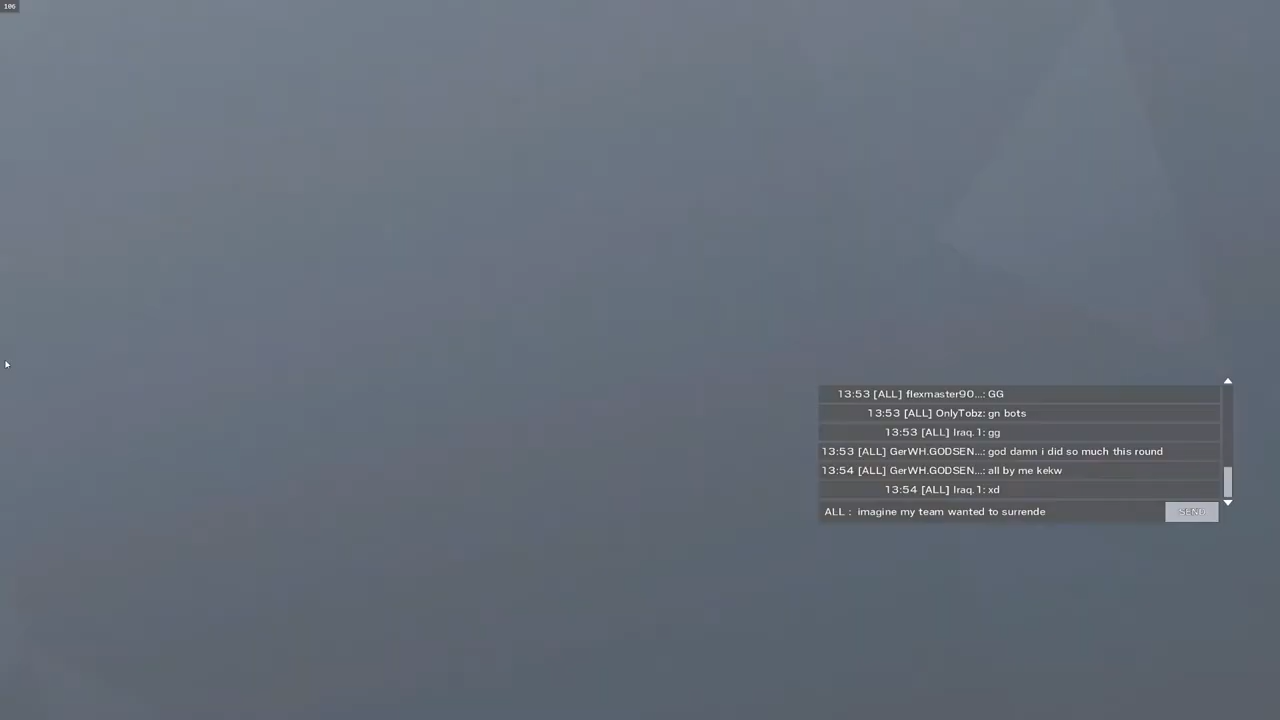 106
13:53 [ALL] flexmaster90...: GG
13:53 [ALL] OnlyTobz: gn bots
13:53 [ALL] Iraq.1: gg
13:53 [ALL] GerWH.GODSEN...: god damn i did so much this round
13:54 [ALL] GerWH.GODSEN...: all by me kekw
13:54 [ALL] Iraq.1: xd
ALL : imagine my team wanted to surrende
SEND